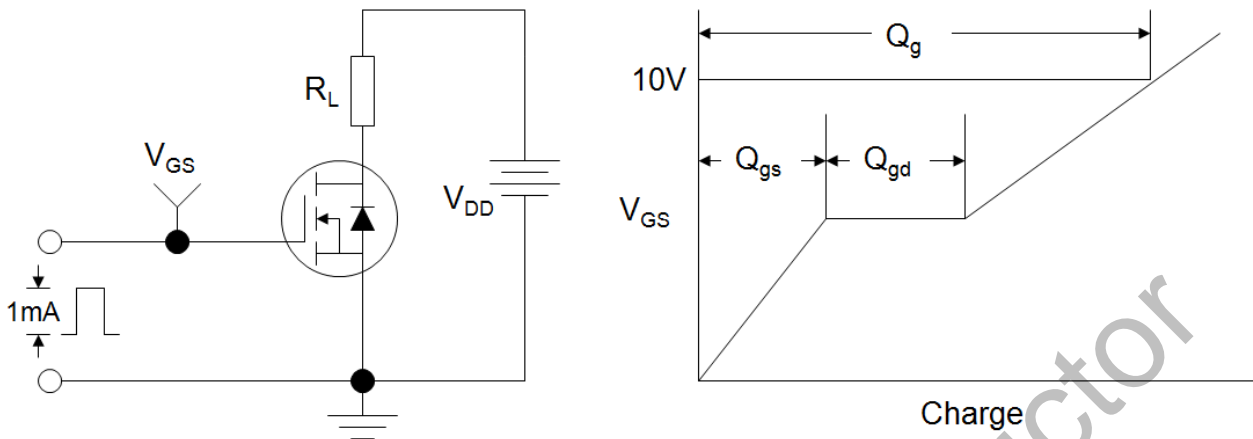 R_L
V_GS
V_DD
1mA
Q_g
10V
Q_gs
Q_gd
V_GS
Charge